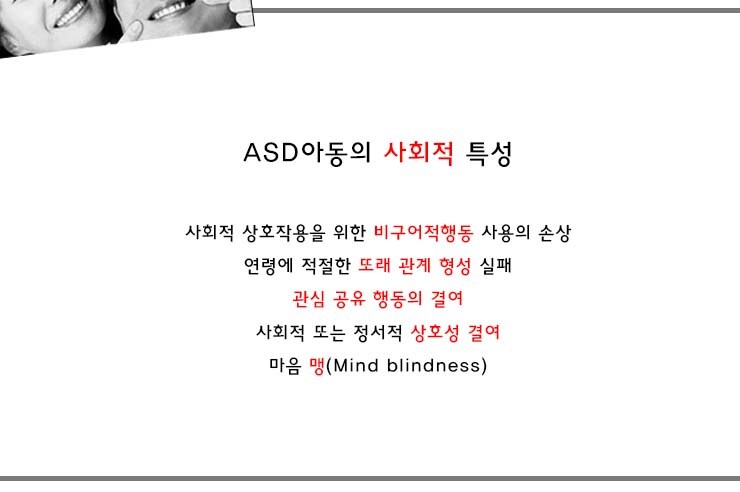 ASD아동의 사회적 특성
사회적 상호작용을 위한 비구어적행동 사용의 손상
연령에 적절한 또래 관계 형성 실패
관심 공유 행동의 결여
사회적 또는 정서적 상호성 결여
마음 맹(Mind blindness)